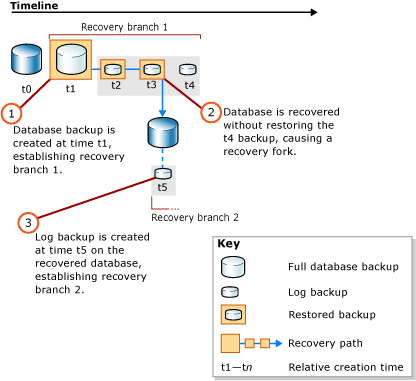 Timeline
Recovery branch 1
t0
t1
t2
t3
t4
1
Database backup is
created at time t1,
establishing recovery
branch 1.
2
Database is recovered
without restoring the
t4 backup, causing a
recovery fork.
t5
Recovery branch 2
3
Log backup is created
at time t5 on the
recovered database,
establishing recovery
branch 2.
Key
Full database backup
Log backup
Restored backup
Recovery path
t1—tn Relative creation time